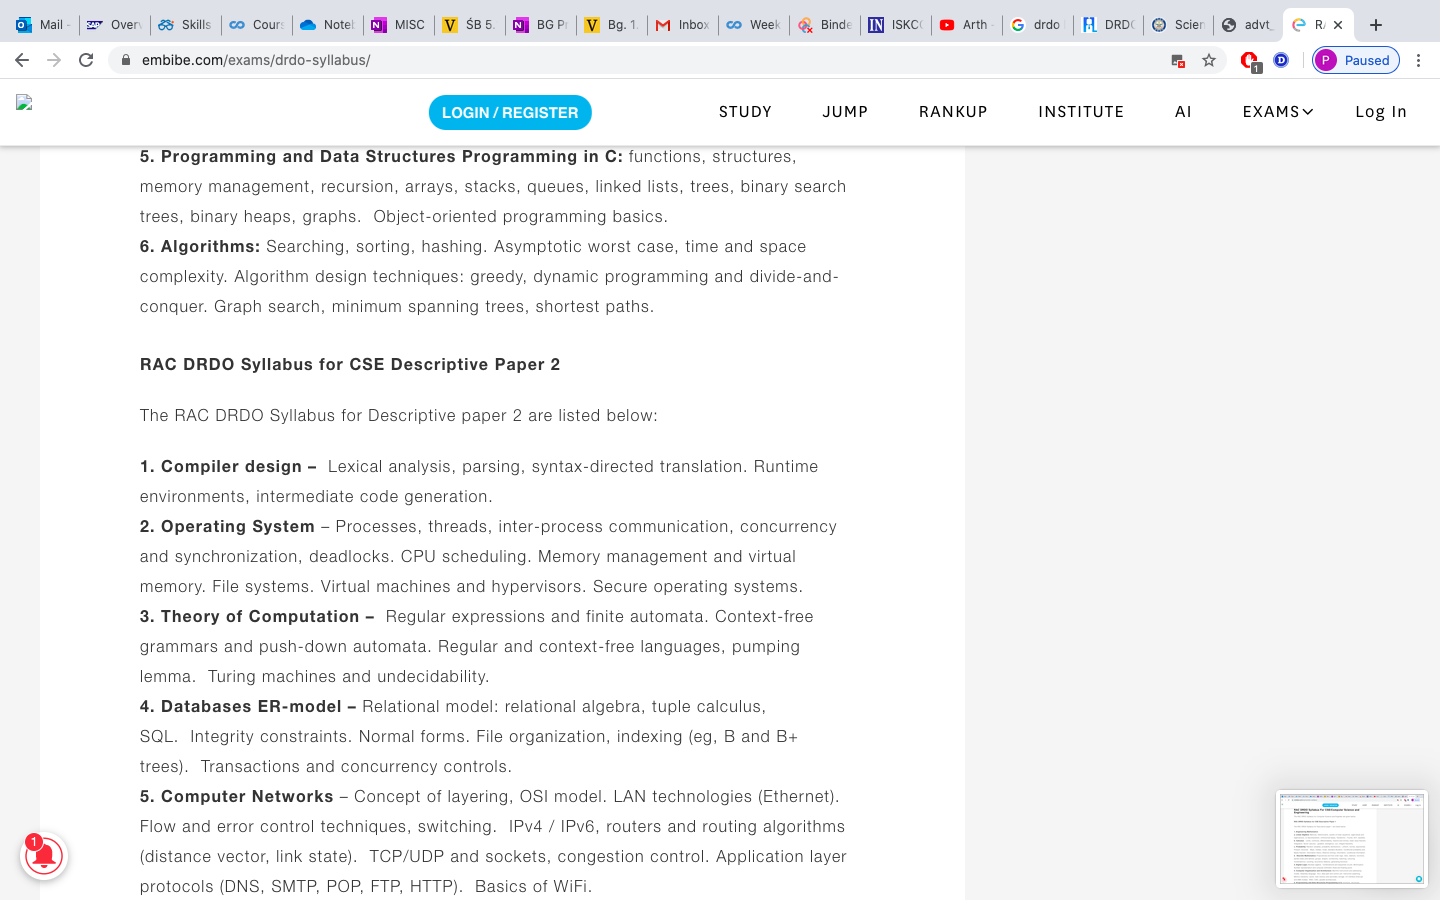 Mail -
Overv
Skills
Cours
Noteb
MISC
ŚB 5.
BG Pr
Bg. 1.
Inbox
Week
Binde
ISKCO
Arth -
drdo
DRDO
Scien
advt_
RA
embibe.com/exams/drdo-syllabus/
1
P Paused
LOGIN / REGISTER
STUDY JUMP RANKUP INSTITUTE AI EXAMS Log In
5. Programming and Data Structures Programming in C: functions, structures,
memory management, recursion, arrays, stacks, queues, linked lists, trees, binary search
trees, binary heaps, graphs.  Object-oriented programming basics.
6. Algorithms: Searching, sorting, hashing. Asymptotic worst case, time and space
complexity. Algorithm design techniques: greedy, dynamic programming and divide-and-
conquer. Graph search, minimum spanning trees, shortest paths.
RAC DRDO Syllabus for CSE Descriptive Paper 2
The RAC DRDO Syllabus for Descriptive paper 2 are listed below:
1. Compiler design –  Lexical analysis, parsing, syntax-directed translation. Runtime
environments, intermediate code generation.
2. Operating System – Processes, threads, inter-process communication, concurrency
and synchronization, deadlocks. CPU scheduling. Memory management and virtual
memory. File systems. Virtual machines and hypervisors. Secure operating systems.
3. Theory of Computation –  Regular expressions and finite automata. Context-free
grammars and push-down automata. Regular and context-free languages, pumping
lemma.  Turing machines and undecidability.
4. Databases ER-model – Relational model: relational algebra, tuple calculus,
SQL.  Integrity constraints. Normal forms. File organization, indexing (eg, B and B+
trees).  Transactions and concurrency controls.
5. Computer Networks – Concept of layering, OSI model. LAN technologies (Ethernet).
Flow and error control techniques, switching.  IPv4 / IPv6, routers and routing algorithms
(distance vector, link state).  TCP/UDP and sockets, congestion control. Application layer
protocols (DNS, SMTP, POP, FTP, HTTP).  Basics of WiFi.
1